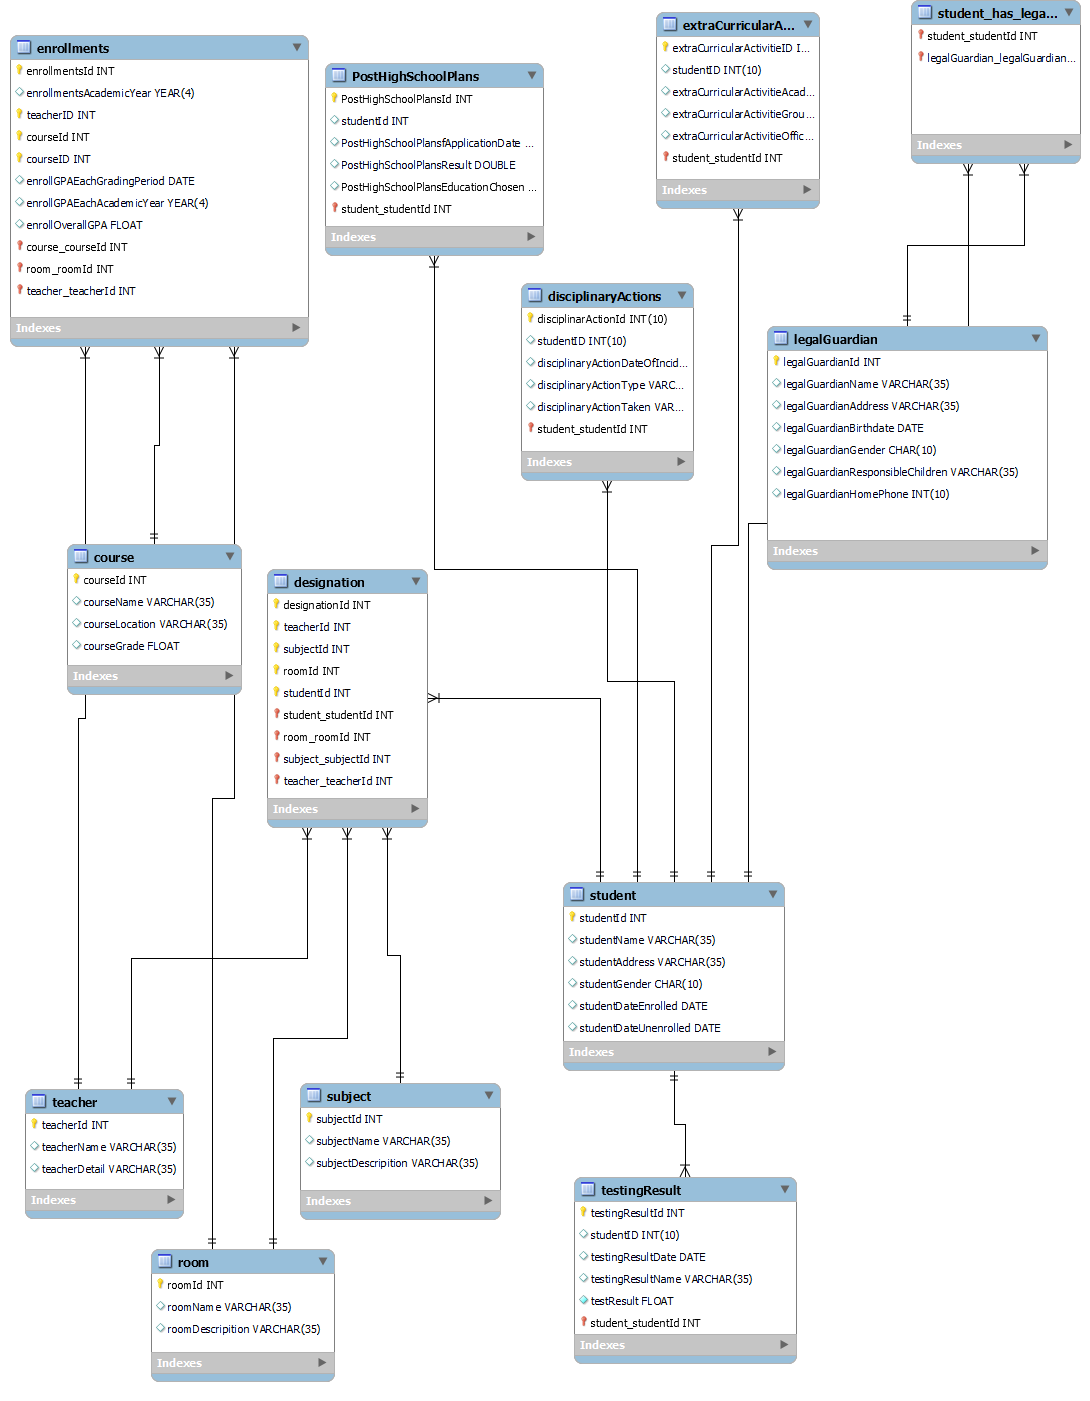 enrollments
enrollmentsId INT
enrollmentsAcademicYear YEAR(4)
teacherID INT
courseId INT
courseID INT
enrollGPAEachGradingPeriod DATE
enrollGPAEachAcademicYear YEAR(4)
enrollOverallGPA FLOAT
course_courseId INT
room_roomId INT
teacher_teacherId INT
Indexes
PostHighSchoolPlans
PostHighSchoolPlansId INT
studentId INT
PostHighSchoolPlansfApplicationDate ...
PostHighSchoolPlansResult DOUBLE
PostHighSchoolPlansEducationChosen ...
student_studentId INT
Indexes
extraCurricularA...
extraCurricularActivitieID I...
studentID INT(10)
extraCurricularActivitieAcad...
extraCurricularActivitieGrou...
extraCurricularActivitieOffic...
student_studentId INT
Indexes
student_has_lega...
student_studentId INT
legalGuardian_legalGuardian...
Indexes
disciplinaryActions
disciplinarActionId INT(10)
studentID INT(10)
disciplinaryActionDateOfIncid...
disciplinaryActionType VARC...
disciplinaryActionTaken VAR...
student_studentId INT
Indexes
legalGuardian
legalGuardianId INT
legalGuardianName VARCHAR(35)
legalGuardianAddress VARCHAR(35)
legalGuardianBirthdate DATE
legalGuardianGender CHAR(10)
legalGuardianResponsibleChildren VARCHAR(35)
legalGuardianHomePhone INT(10)
Indexes
course
courseId INT
courseName VARCHAR(35)
courseLocation VARCHAR(35)
courseGrade FLOAT
Indexes
designation
designationId INT
teacherId INT
subjectId INT
roomId INT
studentId INT
student_studentId INT
room_roomId INT
subject_subjectId INT
teacher_teacherId INT
Indexes
student
studentId INT
studentName VARCHAR(35)
studentAddress VARCHAR(35)
studentGender CHAR(10)
studentDateEnrolled DATE
studentDateUnenrolled DATE
Indexes
teacher
teacherId INT
teacherName VARCHAR(35)
teacherDetail VARCHAR(35)
Indexes
subject
subjectId INT
subjectName VARCHAR(35)
subjectDescripition VARCHAR(35)
Indexes
testingResult
testingResultId INT
studentID INT(10)
testingResultDate DATE
testingResultName VARCHAR(35)
testResult FLOAT
student_studentId INT
Indexes
room
roomId INT
roomName VARCHAR(35)
roomDescripition VARCHAR(35)
Indexes